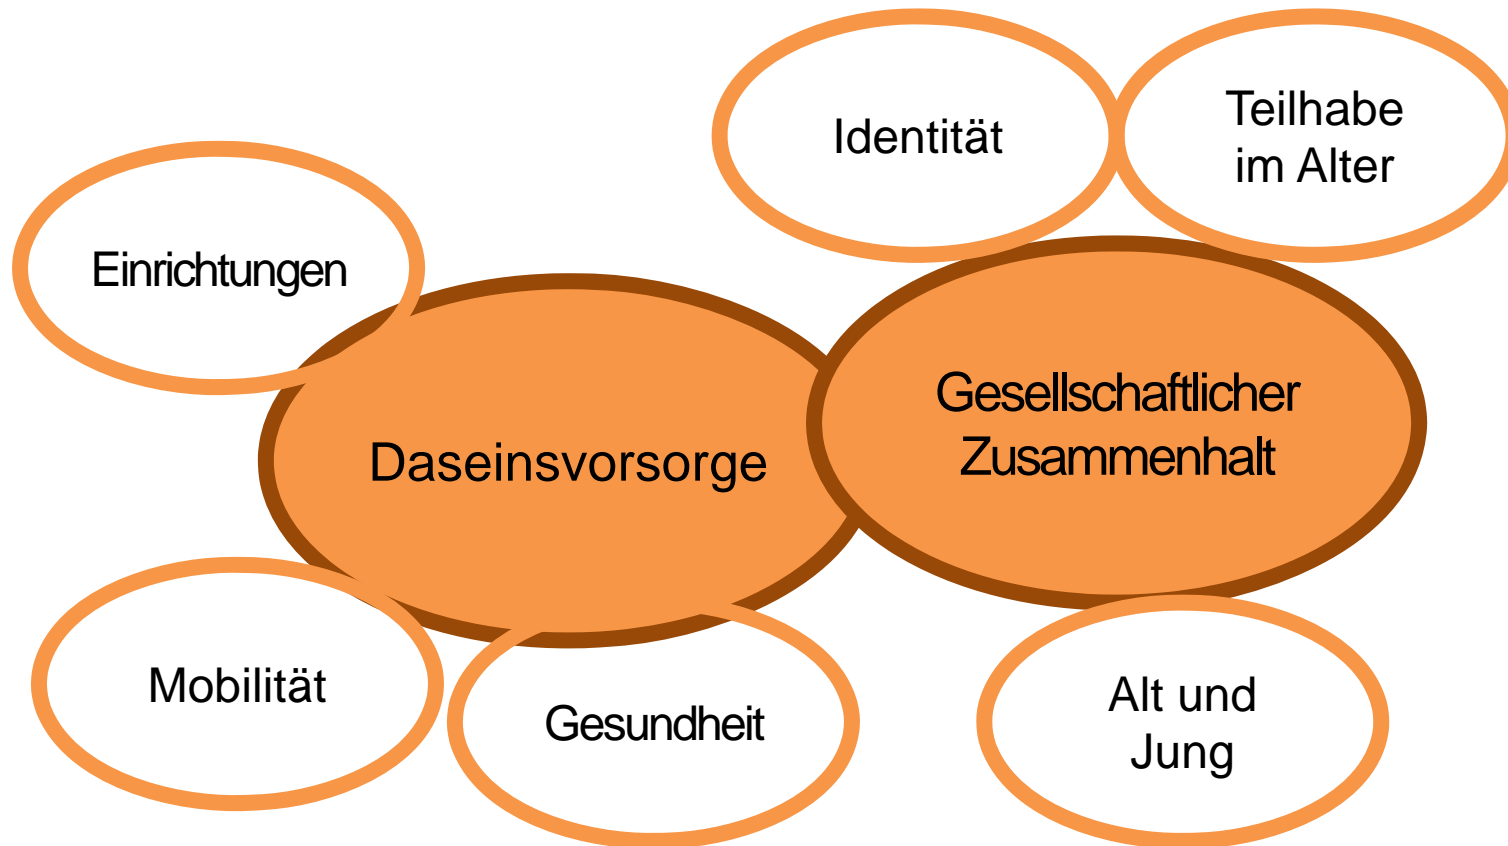 Identität
Teilhabe
im Alter
Einrichtungen
Daseinsvorsorge
Gesellschaftlicher
Zusammenhalt
Mobilität
Gesundheit
Alt und
Jung